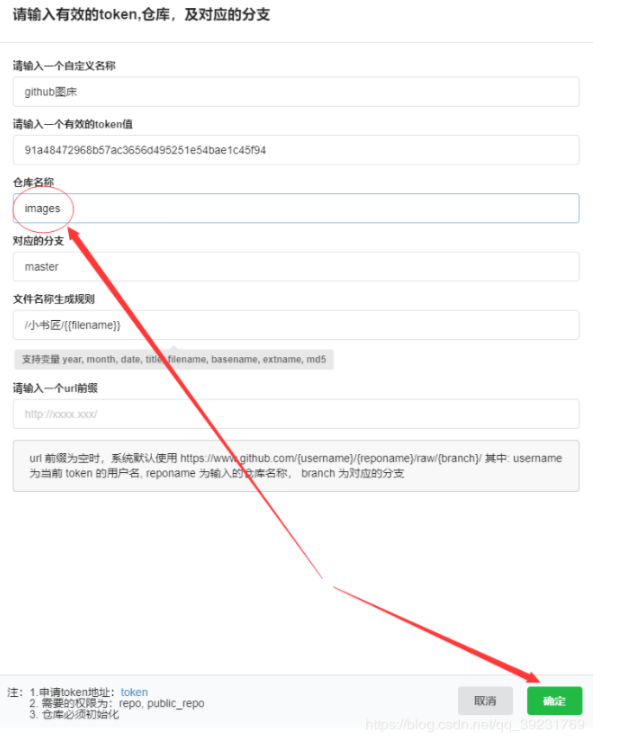 请输入有效的token,仓库，及对应的分支
请输入一个自定义名称
github图床
请输入一个有效的token值
91a48472968b57ac3656d495251e54bae1c45f94
仓库名称
images
对应的分支
master
文件名称生成规则
/小书匠/{{filename}}
支持变量 year, month, date, title, filename, basename, extname, md5
请输入一个url前缀
http://xxxx.xxx/
url 前缀为空时，系统默认使用 https://www.github.com/{username}/{reponame}/raw/{branch}/ 其中: username
为当前 token 的用户名, reponame 为输入的仓库名称， branch 为对应的分支
注：1.申请token地址：token
2. 需要的权限为：repo, public_repo
3. 仓库必须初始化
取消
确定
https://blog.csdn.net/qq_39231769